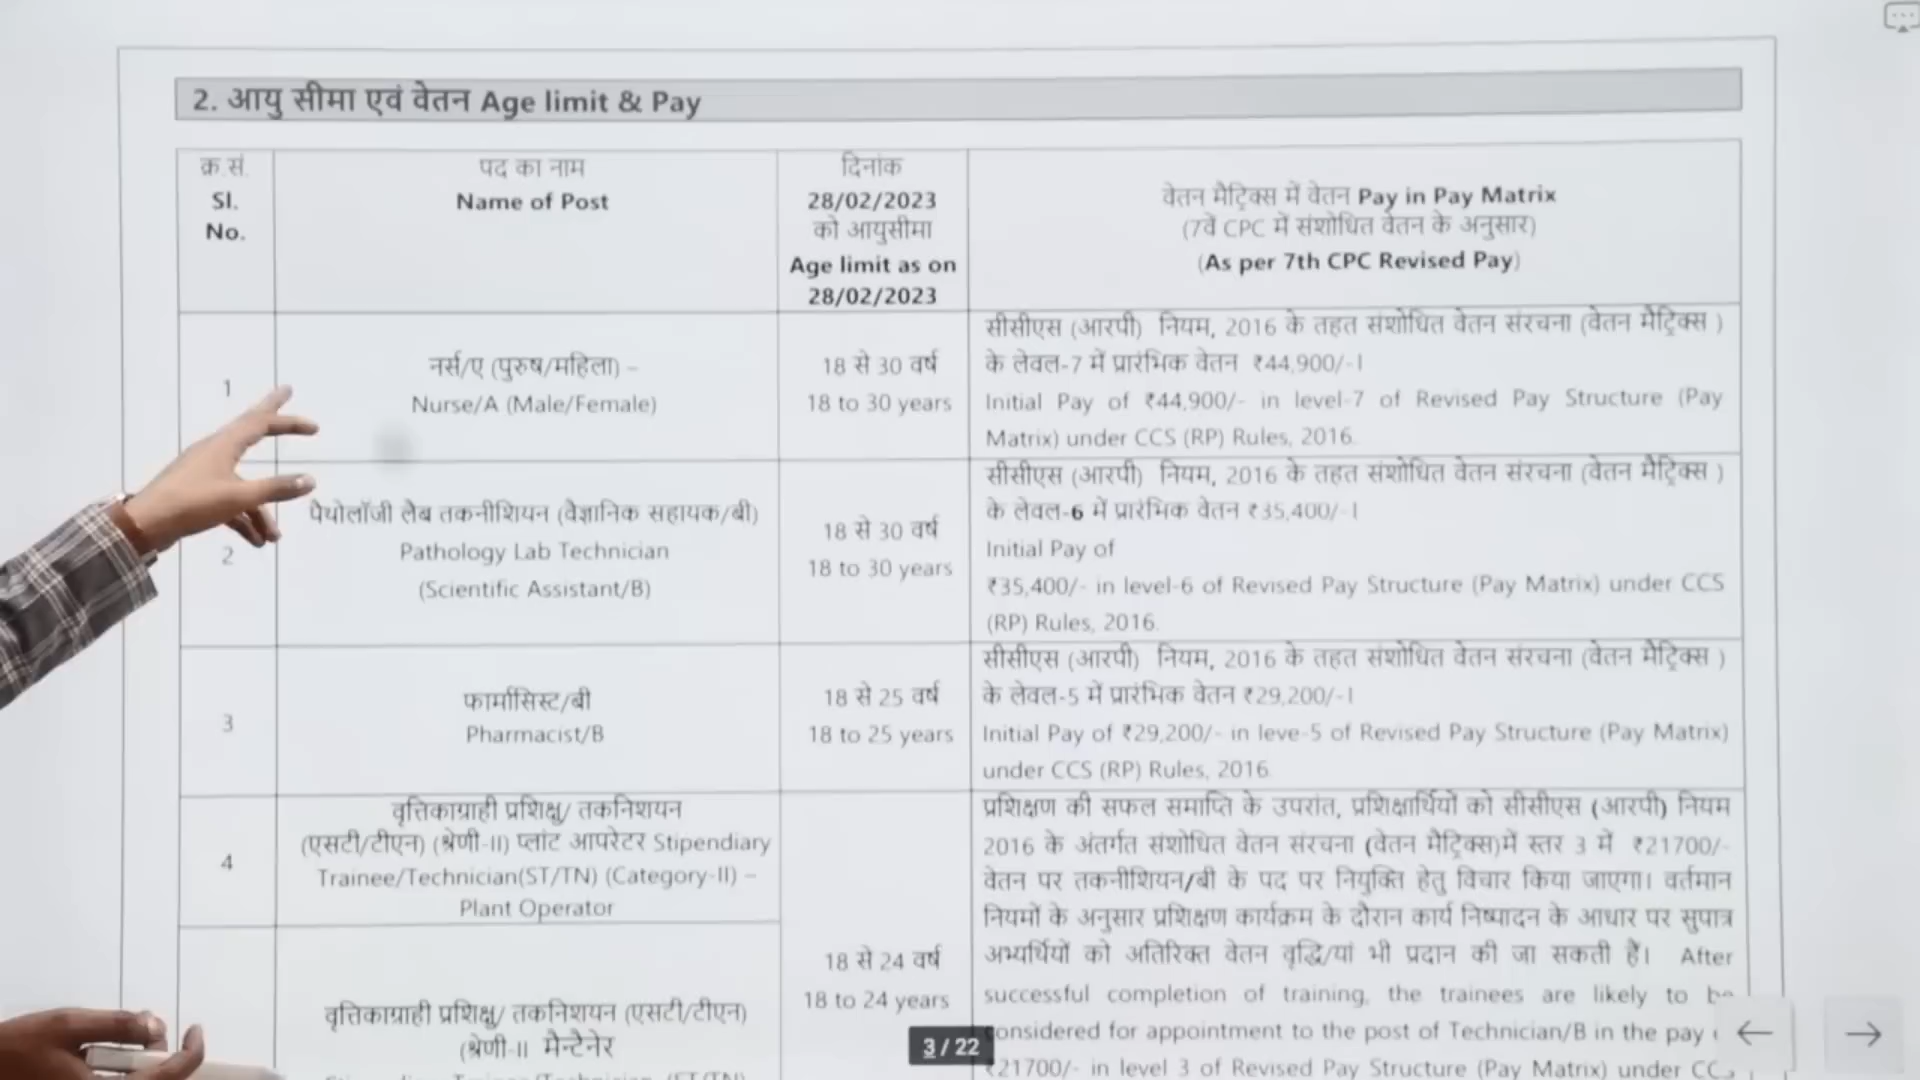 2. आयु सीमा एवं वेतन Age limit & Pay
क्र.सं.
Sl.
No.
पद का नाम
Name of Post
दिनांक
28/02/2023
को आयुसीमा
Age limit as on
28/02/2023
वेतन मैट्रिक्स में वेतन Pay in Pay Matrix
(7वें CPC में संशोधित वेतन के अनुसार)
(As per 7th CPC Revised Pay)
1
नर्स/ए (पुरुष/महिला) –
Nurse/A (Male/Female)
18 से 30 वर्ष
18 to 30 years
सीसीएस (आरपी) नियम, 2016 के तहत संशोधित वेतन संरचना (वेतन मैट्रिक्स )
के लेवल-7 में प्रारंभिक वेतन ₹44,900/-।
Initial Pay of ₹44,900/- in level-7 of Revised Pay Structure (Pay
Matrix) under CCS (RP) Rules, 2016.
2
पैथोलॉजी लैब तकनीशियन (वैज्ञानिक सहायक/बी)
Pathology Lab Technician
(Scientific Assistant/B)
18 से 30 वर्ष
18 to 30 years
सीसीएस (आरपी) नियम, 2016 के तहत संशोधित वेतन संरचना (वेतन मैट्रिक्स )
के लेवल-6 में प्रारंभिक वेतन ₹35,400/-।
Initial Pay of
₹35,400/- in level-6 of Revised Pay Structure (Pay Matrix) under CCS
(RP) Rules, 2016.
3
फार्मासिस्ट/बी
Pharmacist/B
18 से 25 वर्ष
18 to 25 years
सीसीएस (आरपी) नियम, 2016 के तहत संशोधित वेतन संरचना (वेतन मैट्रिक्स )
के लेवल-5 में प्रारंभिक वेतन ₹29,200/-।
Initial Pay of ₹29,200/- in leve-5 of Revised Pay Structure (Pay Matrix)
under CCS (RP) Rules, 2016.
4
वृत्तिकाग्राही प्रशिक्षु/ तकनिशयन
(एसटी/टीएन) (श्रेणी-II) प्लांट आपरेटर Stipendiary
Trainee/Technician(ST/TN) (Category-II) –
Plant Operator
18 से 24 वर्ष
18 to 24 years
प्रशिक्षण की सफल समाप्ति के उपरांत, प्रशिक्षार्थियों को सीसीएस (आरपी) नियम
2016 के अंतर्गत संशोधित वेतन संरचना (वेतन मैट्रिक्स)में स्तर 3 में ₹21700/-
वेतन पर तकनीशियन/बी के पद पर नियुक्ति हेतु विचार किया जाएगा। वर्तमान
नियमों के अनुसार प्रशिक्षण कार्यक्रम के दौरान कार्य निष्पादन के आधार पर सुपात्र
अभ्यर्थियों को अतिरिक्त वेतन वृद्धि/यां भी प्रदान की जा सकती हैं। After
successful completion of training, the trainees are likely to be
considered for appointment to the post of Technician/B in the pay
₹21700/- in level 3 of Revised Pay Structure (Pay Matrix) under
वृत्तिकाग्राही प्रशिक्षु/ तकनिशयन (एसटी/टीएन)
(श्रेणी-II मैन्टैनेर
3 / 22